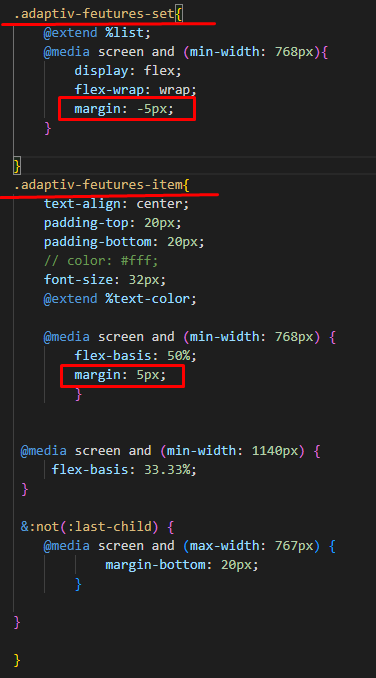 .adaptiv-feutures-set{
@extend %list;
@media screen and (min-width: 768px){
display: flex;
flex-wrap: wrap;
margin: -5px;
}
}
.adaptiv-feutures-item{
text-align: center;
padding-top: 20px;
padding-bottom: 20px;
// color: #fff;
font-size: 32px;
@extend %text-color;
@media screen and (min-width: 768px) {
flex-basis: 50%;
margin: 5px;
}
@media screen and (min-width: 1140px) {
flex-basis: 33.33%;
}
&:not(:last-child) {
@media screen and (max-width: 767px) {
margin-bottom: 20px;
}
}
}